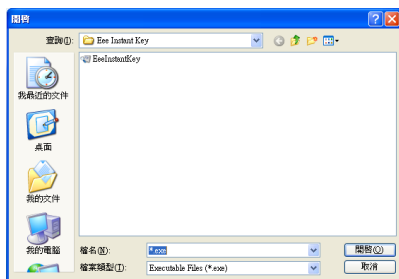 開啓
查詢(I): Eee Instant Key
EeeInstantKey
我最近的文件
桌面
我的文件
我的電腦
檔名(N): *.exe 開啓(O)
檔案類型(T): Executable Files (*.exe) 取消